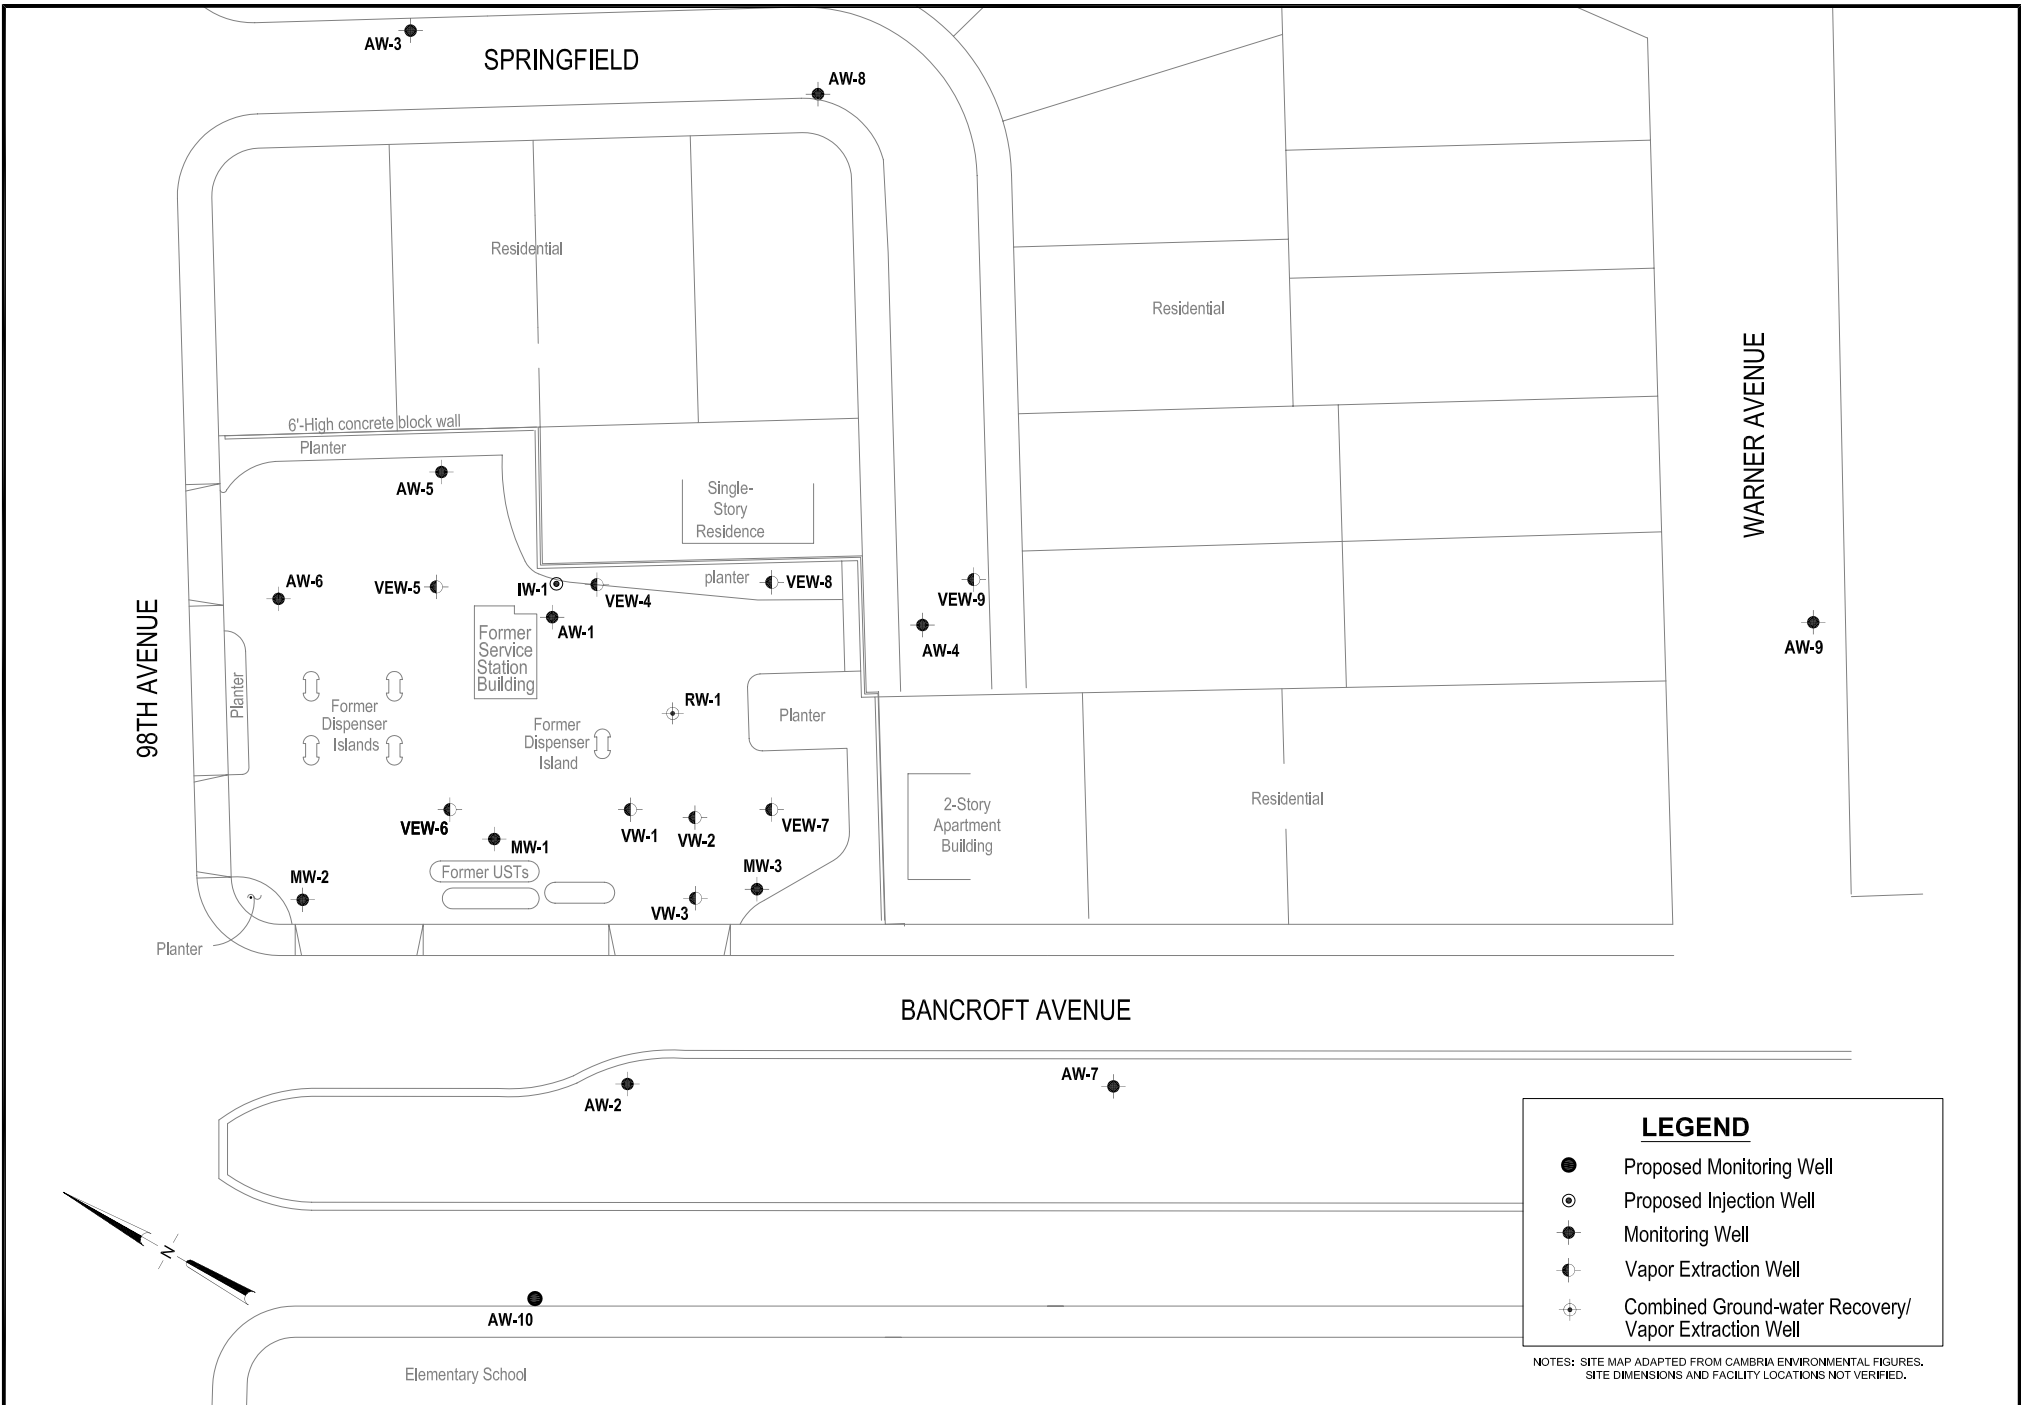 AW-3
SPRINGFIELD
AW-8
Residential
Residential
WARNER AVENUE
6'-High concrete block wall
Planter
AW-5
Single-
Story
Residence
AW-6
VEW-5
IW-1
VEW-4
planter
VEW-8
VEW-9
AW-1
AW-4
AW-9
98TH AVENUE
Former
Service
Station
Building
Planter
Former
Dispenser
Islands
RW-1
Former
Dispenser
Island
Planter
2-Story
Apartment
Building
Residential
VEW-6
MW-1
VW-1
VW-2
VEW-7
MW-2
Former USTs
MW-3
VW-3
Planter
BANCROFT AVENUE
AW-2
AW-7
N
AW-10
Elementary School
LEGEND
Proposed Monitoring Well
Proposed Injection Well
Monitoring Well
Vapor Extraction Well
Combined Ground-water Recovery/
Vapor Extraction Well
NOTES: SITE MAP ADAPTED FROM CAMBRIA ENVIRONMENTAL FIGURES.
SITE DIMENSIONS AND FACILITY LOCATIONS NOT VERIFIED.